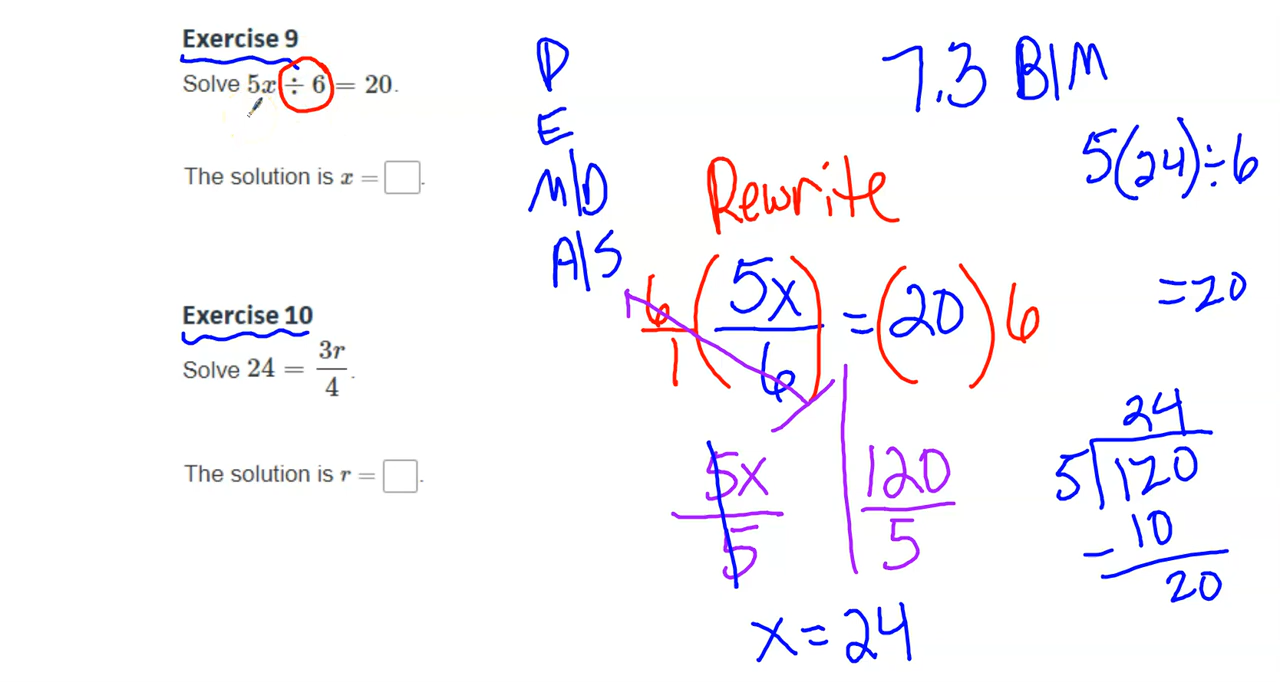 Exercise 9
Solve 5x ÷ 6 = 20.
The solution is x = .
Exercise 10
Solve 24 = 3r/4.
The solution is r = .
P
E
M/D
A/S
7.3 BIM
Rewrite
6/1 (5x/6) = (20) 6
5x/5 | 120/5
x = 24
5(24) ÷ 6
= 20
24
5 120
- 10
20